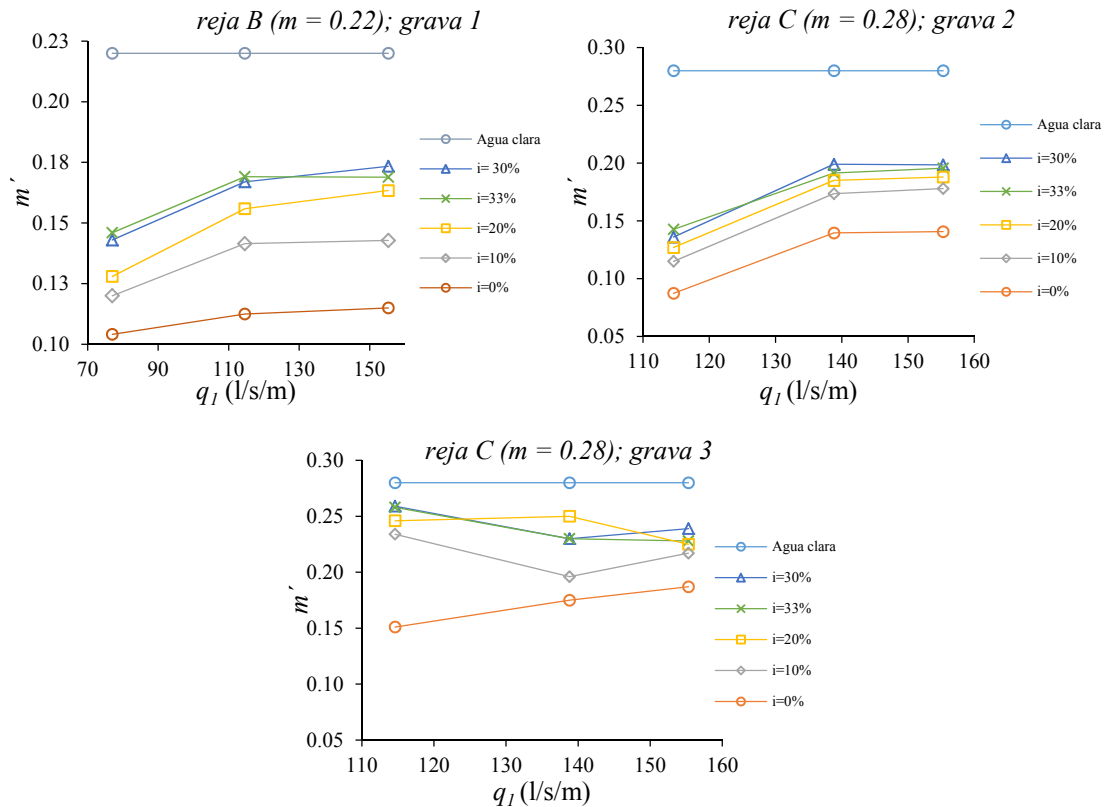 reja B (m = 0.22); grava 1
0.23
0.20
0.18
0.15
0.13
0.10
m´
70 90 110 130 150
q1 (l/s/m)
Agua clara
i= 30%
i=33%
i=20%
i=10%
i=0%
reja C (m = 0.28); grava 2
0.30
0.25
0.20
0.15
0.10
0.05
m´
110 120 130 140 150 160
q1 (l/s/m)
Agua clara
i=30%
i=33%
i=20%
i=10%
i=0%
reja C (m = 0.28); grava 3
0.30
0.25
0.20
0.15
0.10
0.05
m´
110 120 130 140 150 160
q1 (l/s/m)
Agua clara
i=30%
i=33%
i=20%
i=10%
i=0%